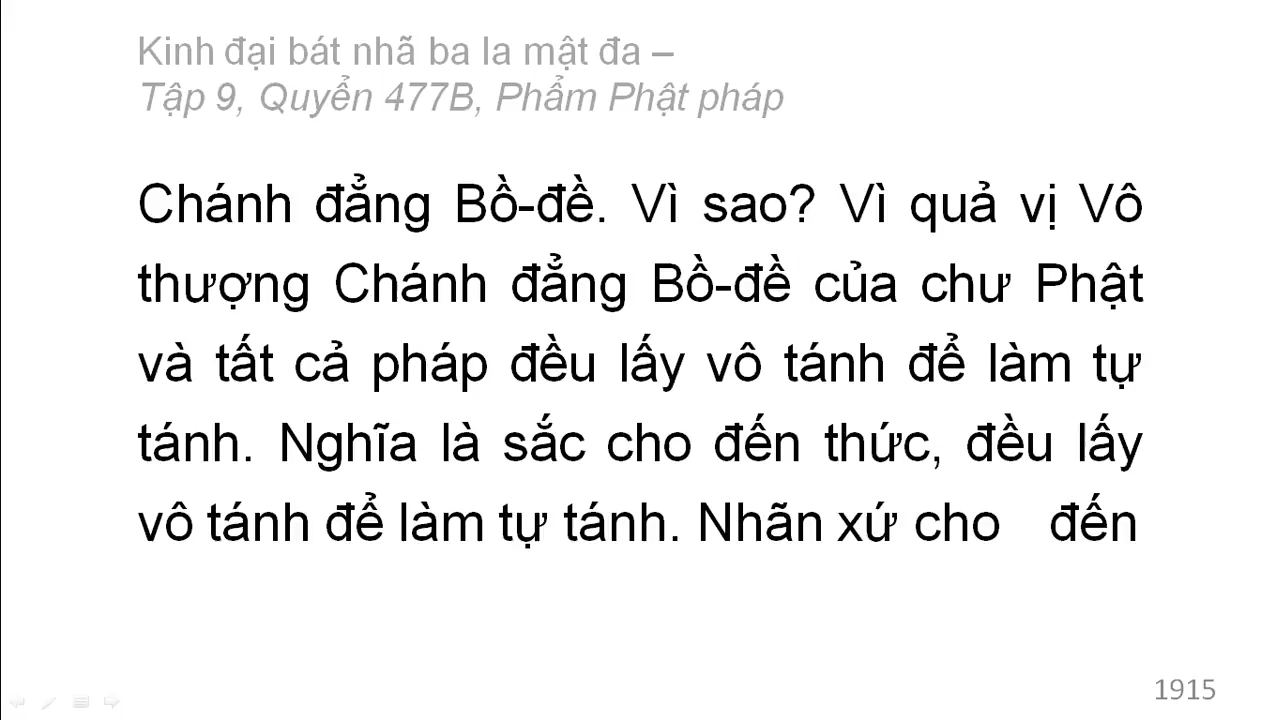 Kinh đại bát nhã ba la mật đa –
Tập 9, Quyển 477B, Phẩm Phật pháp
Chánh đẳng Bồ-đề. Vì sao? Vì quả vị Vô
thượng Chánh đẳng Bồ-đề của chư Phật
và tất cả pháp đều lấy vô tánh để làm tự
tánh. Nghĩa là sắc cho đến thức, đều lấy
vô tánh để làm tự tánh. Nhãn xứ cho đến
1915